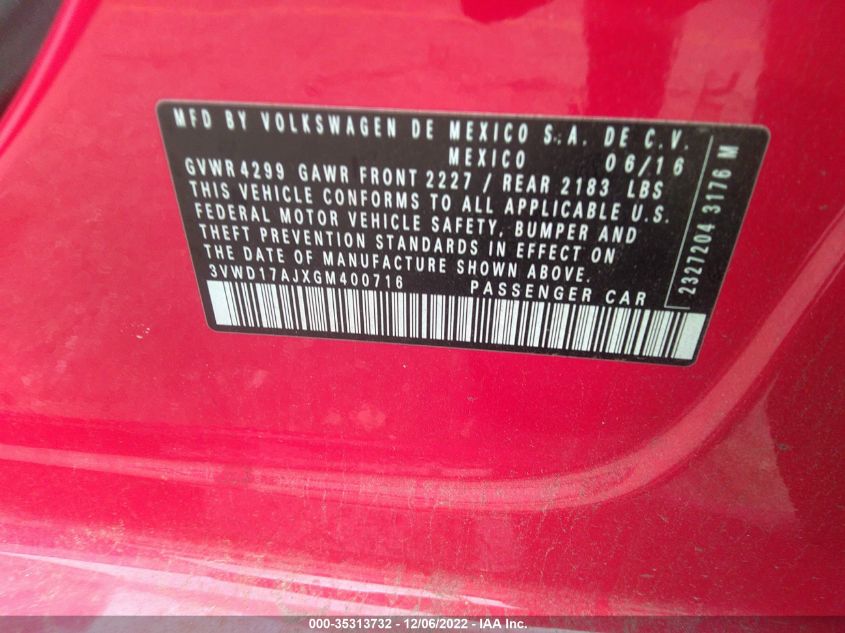 MFD BY VOLKSWAGEN DE MEXICO S.A. DE C.V.
MEXICO 06/16
GVWR 4299 GAWR FRONT 2227 / REAR 2183 LBS
THIS VEHICLE CONFORMS TO ALL APPLICABLE U.S.
FEDERAL MOTOR VEHICLE SAFETY, BUMPER AND
THEFT PREVENTION STANDARDS IN EFFECT ON
THE DATE OF MANUFACTURE SHOWN ABOVE.
3VWD17AJXGM400716 PASSENGER CAR
2327204 3176 M
000-35313732 - 12/06/2022 - IAA Inc.